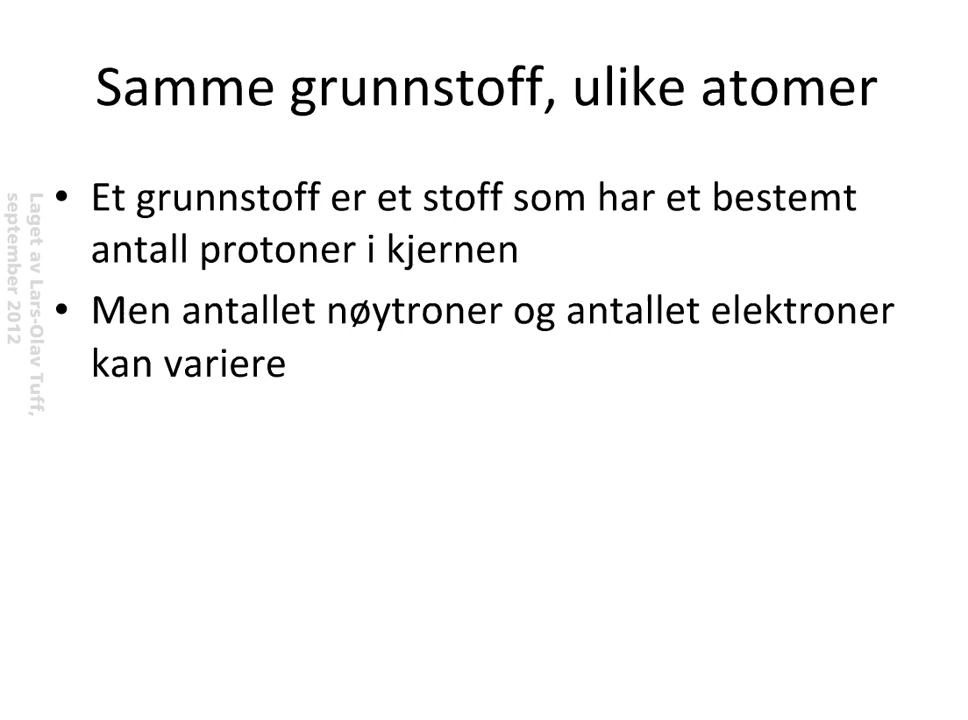 Samme grunnstoff, ulike atomer
• Et grunnstoff er et stoff som har et bestemt
antall protoner i kjernen
• Men antallet nøytroner og antallet elektroner
kan variere
Laget av Lars-Olav Tuff,
september 2012